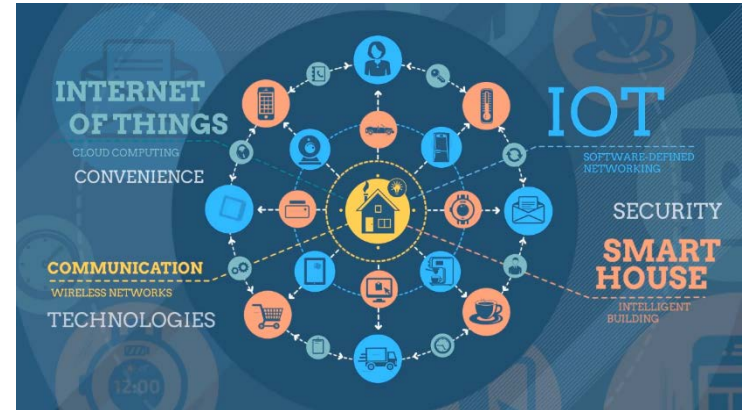 INTERNET
OF THINGS
CLOUD COMPUTING
CONVENIENCE
COMMUNICATION
WIRELESS NETWORKS
TECHNOLOGIES
IOT
SOFTWARE-DEFINED
NETWORKING
SECURITY
SMART
HOUSE
INTELLIGENT
BUILDING
12:00